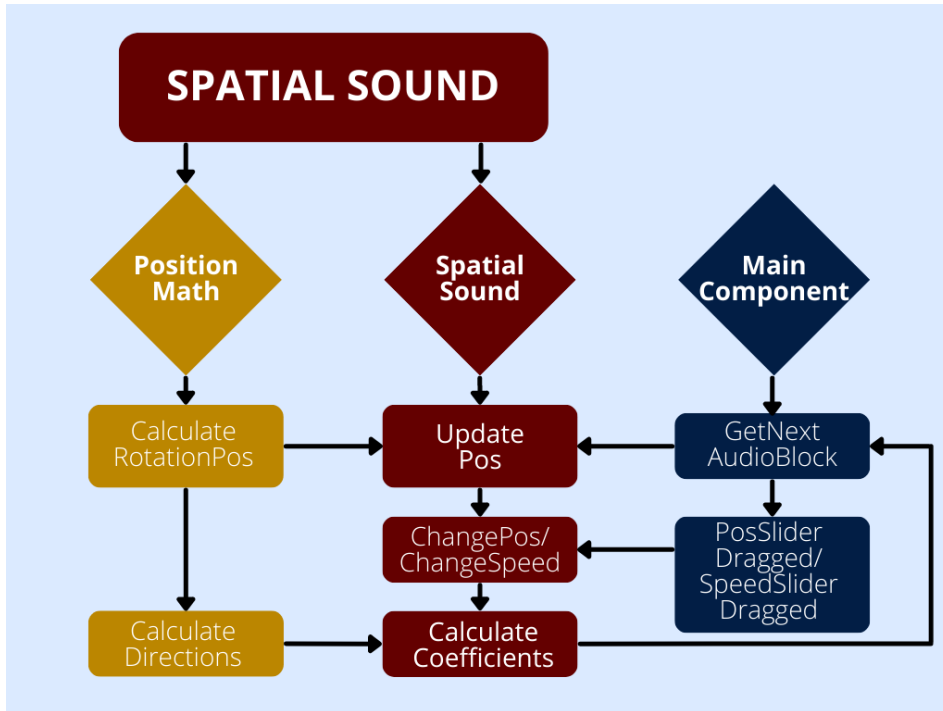 SPATIAL SOUND
Position
Math
Spatial
Sound
Main
Component
Calculate
RotationPos
Update
Pos
GetNext
AudioBlock
ChangePos/
ChangeSpeed
PosSlider
Dragged/
SpeedSlider
Dragged
Calculate
Directions
Calculate
Coefficients